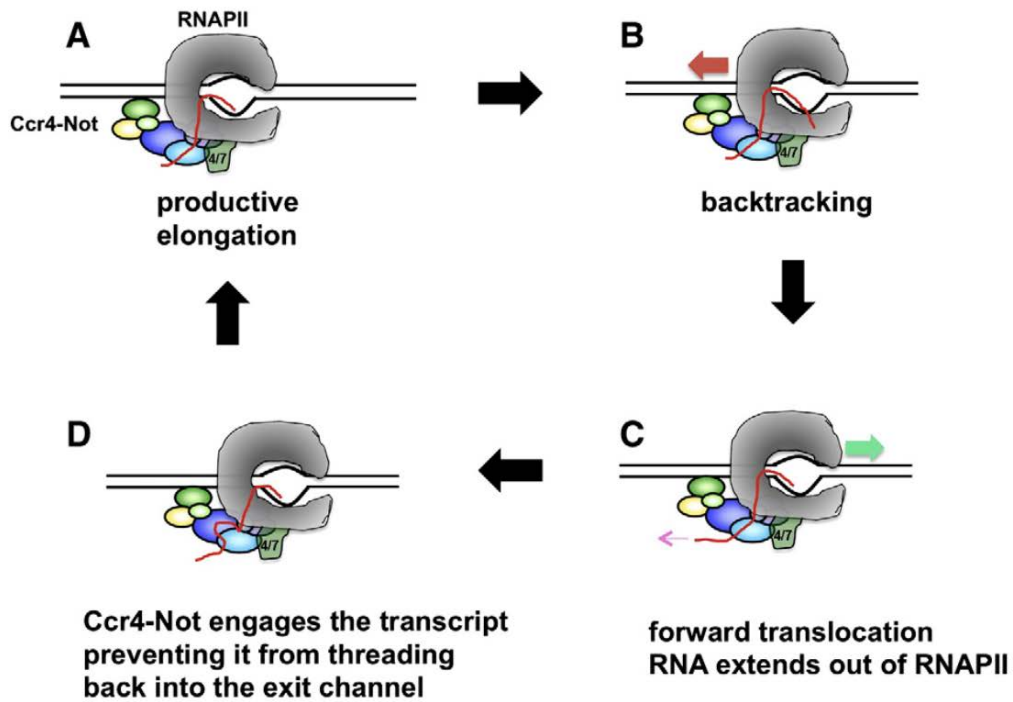 A
RNAPII
Ccr4-Not
4/7
productive
elongation
B
4/7
backtracking
D
4/7
Ccr4-Not engages the transcript
preventing it from threading
back into the exit channel
C
4/7
forward translocation
RNA extends out of RNAPII